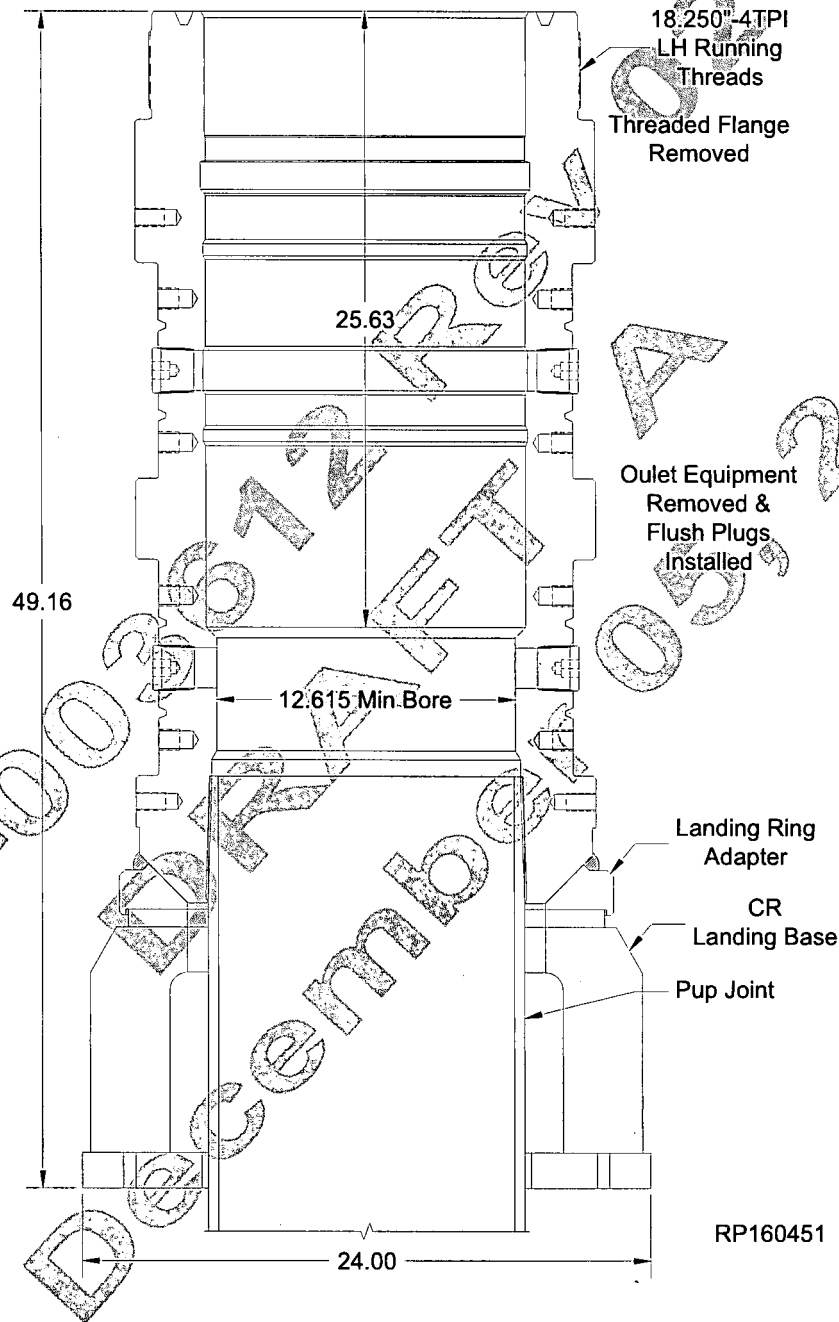 18.250"-4TPI
LH Running
Threads
Threaded Flange
Removed
25.63
Oulet Equipment
Removed &
Flush Plugs
Installed
49.16
12.615 Min Bore
Landing Ring
Adapter
CR
Landing Base
Pup Joint
RP160451
24.00
DRAFT